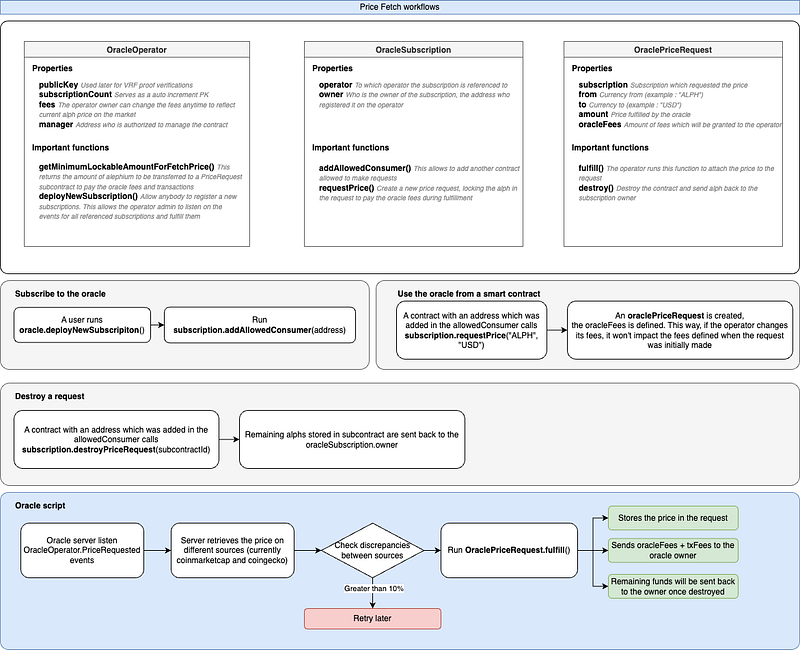 Price Fetch workflows
OracleOperator
Properties
publicKey Used later for VRF proof verifications
subscriptionCount Serves as a auto increment PK
fees The operator owner can change the fees anytime to reflect
current alph price on the market
manager Address who is authorized to manage the contract
Important functions
getMinimumLockableAmountForFetchPrice() This
returns the amount of alephium to be transferred to a PriceRequest
subcontract to pay the oracle fees and transactions
deployNewSubscription() Allow anybody to register a new
subscriptions. This allows the operator admin to listen on the
events for all referenced subscriptions and fulfill them
OracleSubscription
Properties
operator To which operator the subscription is referenced to
owner Who is the owner of the subscription, the address who
registered it on the operator
Important functions
addAllowedConsumer() This allows to add another contract
allowed to make requests
requestPrice() Create a new price request, locking the alph in
the request to pay the oracle fees during fulfillment
OraclePriceRequest
Properties
subscription Subscription which requested the price
from Currency from (example : "ALPH")
to Currency to (example : "USD")
amount Price fulfilled by the oracle
oracleFees Amount of fees which will be granted to the operator
Important functions
fulfill() The operator runs this function to attach the price to the
request
destroy() Destroy the contract and send alph back to the
subscription owner
Subscribe to the oracle
A user runs
oracle.deployNewSubscripiton()
Run
subscription.addAllowedConsumer(address)
Use the oracle from a smart contract
A contract with an address which was
added in the allowedConsumer calls
subscription.requestPrice("ALPH",
"USD")
An oraclePriceRequest is created,
the oracleFees is defined. This way, if the operator changes
its fees, it won't impact the fees defined when the request
was initially made
Destroy a request
A contract with an address which was added in the
allowedConsumer calls
subscription.destroyPriceRequest(subcontractId)
Remaining alphs stored in subcontract are sent back to the
oracleSubscription.owner
Oracle script
Oracle server listen
OracleOperator.PriceRequested
events
Server retrieves the price on
different sources (currently
coinmarketcap and coingecko)
Check discrepancies
between sources
Greater than 10%
Retry later
Run OraclePriceRequest.fulfill()
Stores the price in the request
Sends oracleFees + txFees to the
oracle owner
Remaining funds will be sent back
to the owner once destroyed